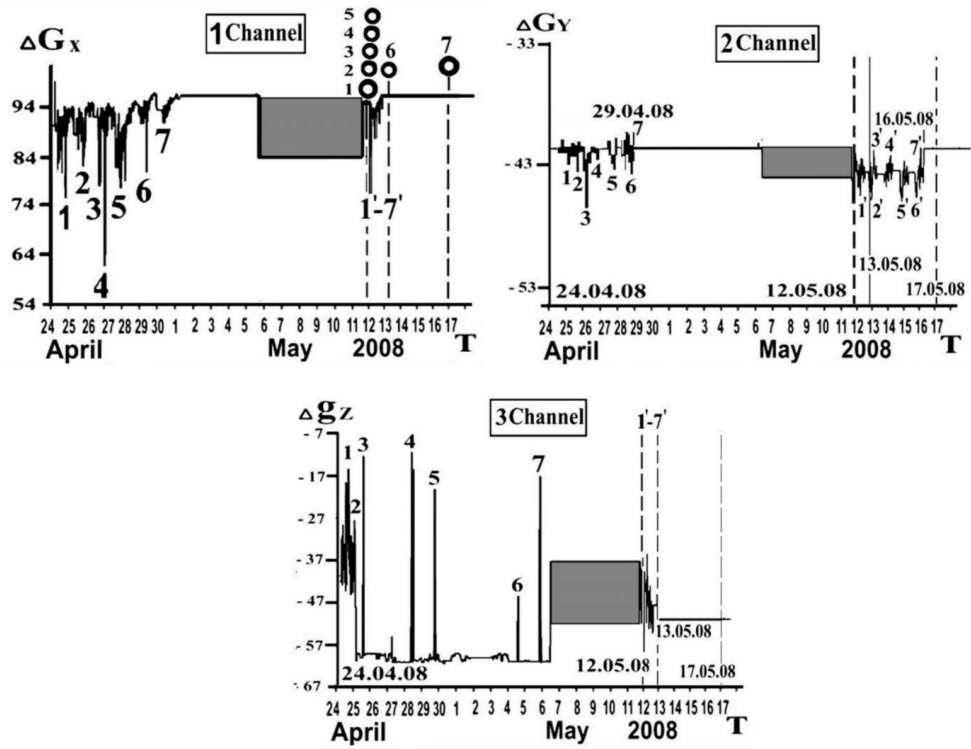 1 Channel
Δ G X
94
84
74
64
54
1
2
3
4
5
6
7
5
4
3
2
1
6
7
1'-7'
24 25 26 27 28 29 30 1 2 3 4 5 6 7 8 9 10 11 12 13 14 15 16 17
April May 2008 T
2 Channel
Δ GY
-33
-43
-53
29.04.08
7
1 2 3 4 5 6
16.05.08
3' 4' 7'
1' 2' 5' 6'
13.05.08
24.04.08 12.05.08 17.05.08
24 25 26 27 28 29 30 1 2 3 4 5 6 7 8 9 10 11 12 13 14 15 16 17
April May 2008 T
3 Channel
Δ g Z
- 7
- 17
- 27
- 37
- 47
- 57
- 67
1 3 4 7
2 5 6
1'-7'
13.05.08
24.04.08 12.05.08 17.05.08
24 25 26 27 28 29 30 1 2 3 4 5 6 7 8 9 10 11 12 13 14 15 16 17
April May 2008 T